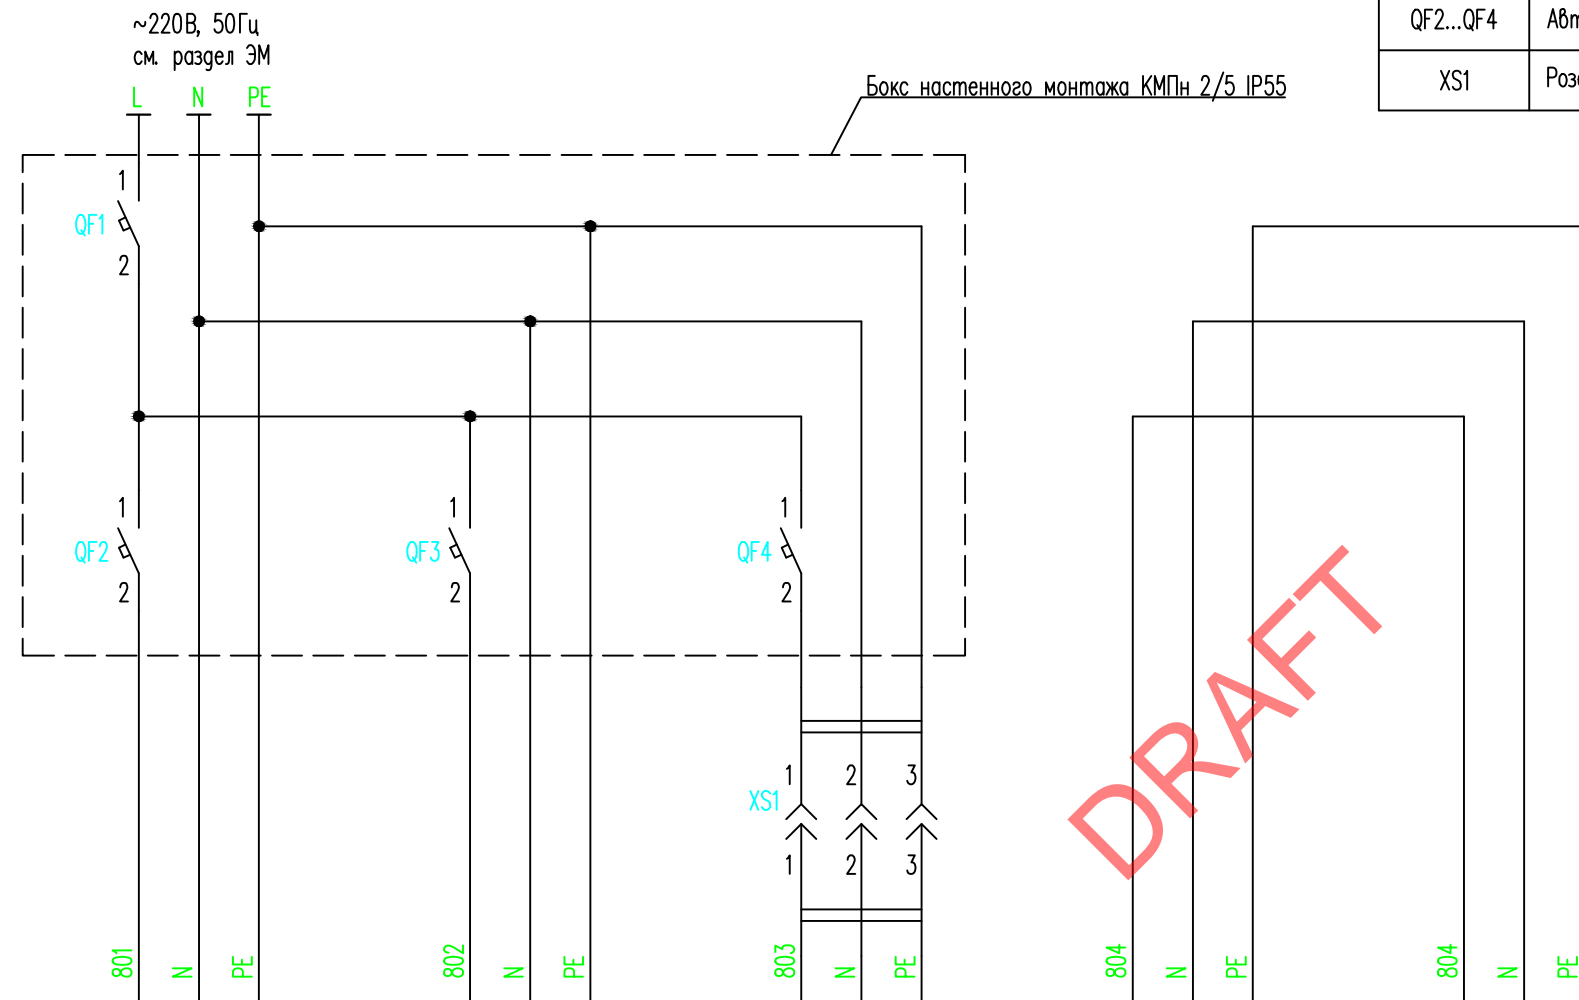 ~220В, 50Гц
см. раздел ЭМ
L N PE
Бокс настенного монтажа КМПн 2/5 IP55
QF2...QF4
XS1
1
QF1
2
1 1 1
QF2 QF3 QF4
2 2 2
1 2 3
XS1
1 2 3
801 N PE 802 N PE 803 N PE 804 N PE 804 N PE
DRAFT